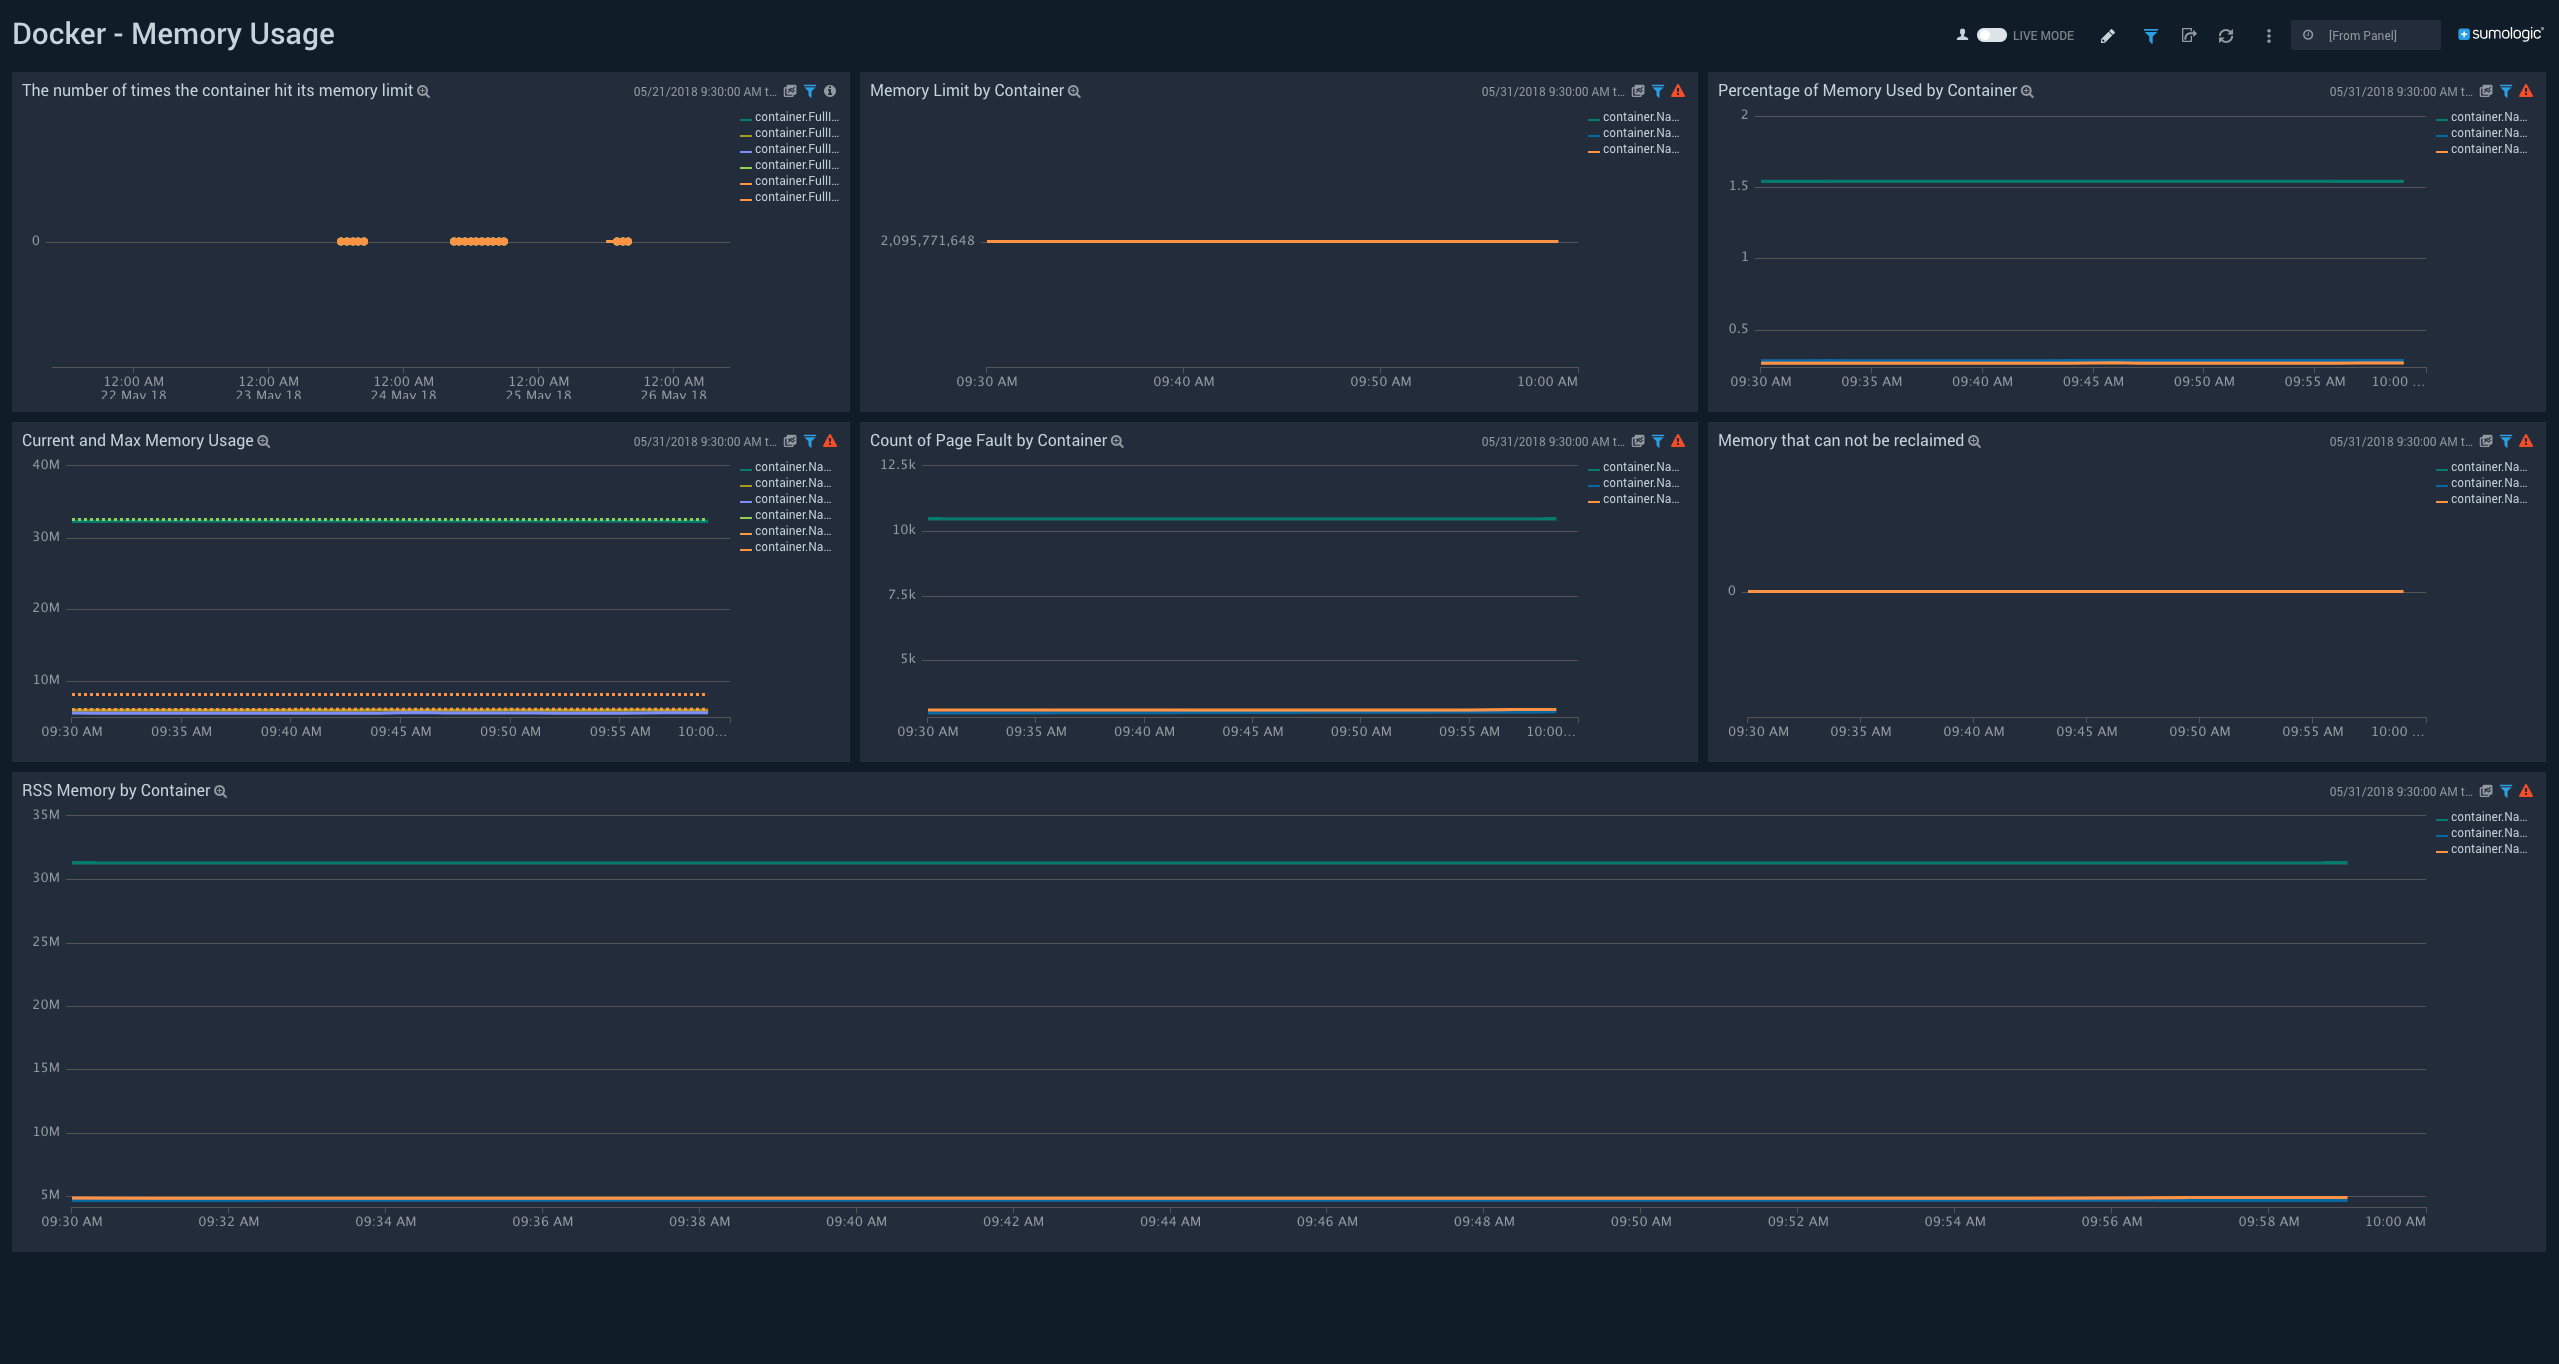 Docker - Memory Usage
LIVE MODE
[From Panel]
sumologic
The number of times the container hit its memory limit
05/21/2018 9:30:00 AM t...
container.FullI...
container.FullI...
container.FullI...
container.FullI...
container.FullI...
container.FullI...
0
12:00 AM 12:00 AM 12:00 AM 12:00 AM 12:00 AM
22 May 18 23 May 18 24 May 18 25 May 18 26 May 18
Memory Limit by Container
05/31/2018 9:30:00 AM t...
container.Na...
container.Na...
container.Na...
2,095,771,648
09:30 AM 09:40 AM 09:50 AM 10:00 AM
Percentage of Memory Used by Container
05/31/2018 9:30:00 AM t...
container.Na...
container.Na...
container.Na...
2
1.5
1
0.5
09:30 AM 09:35 AM 09:40 AM 09:45 AM 09:50 AM 09:55 AM 10:00 ...
Current and Max Memory Usage
05/31/2018 9:30:00 AM t...
container.Na...
container.Na...
container.Na...
container.Na...
container.Na...
container.Na...
40M
30M
20M
10M
09:30 AM 09:35 AM 09:40 AM 09:45 AM 09:50 AM 09:55 AM 10:00...
Count of Page Fault by Container
05/31/2018 9:30:00 AM t...
container.Na...
container.Na...
container.Na...
12.5k
10k
7.5k
5k
09:30 AM 09:35 AM 09:40 AM 09:45 AM 09:50 AM 09:55 AM 10:00...
Memory that can not be reclaimed
05/31/2018 9:30:00 AM t...
container.Na...
container.Na...
container.Na...
0
09:30 AM 09:35 AM 09:40 AM 09:45 AM 09:50 AM 09:55 AM 10:00 ...
RSS Memory by Container
05/31/2018 9:30:00 AM t...
container.Na...
container.Na...
container.Na...
35M
30M
25M
20M
15M
10M
5M
09:30 AM 09:32 AM 09:34 AM 09:36 AM 09:38 AM 09:40 AM 09:42 AM 09:44 AM 09:46 AM 09:48 AM 09:50 AM 09:52 AM 09:54 AM 09:56 AM 09:58 AM 10:00 AM